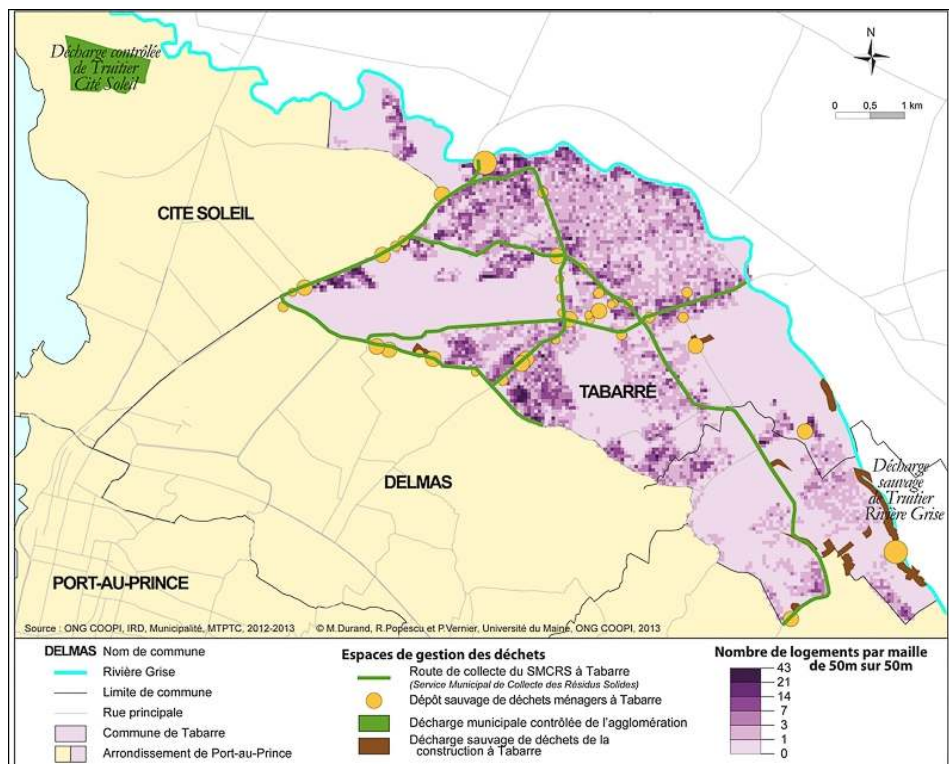 Décharge contrôlée
de Truitier
Cité Soleil
N
0 0,5 1 km
CITE SOLEIL
TABARRE
DELMAS
Décharge
sauvage
de Truitier
Rivière Grise
PORT-AU-PRINCE
Source : ONG COOPI, IRD, Municipalité, MTPTC, 2012-2013 © M.Durand, R.Popescu et P.Vernier, Université du Maine, ONG COOPI, 2013
DELMAS Nom de commune
Rivière Grise
Limite de commune
Rue principale
Commune de Tabarre
Arrondissement de Port-au-Prince
Espaces de gestion des déchets
Route de collecte du SMCRS à Tabarre
(Service Municipal de Collecte des Résidus Solides)
Dépôt sauvage de déchets ménagers à Tabarre
Décharge municipale contrôlée de l'agglomération
Décharge sauvage de déchets de la
construction à Tabarre
Nombre de logements par maille
de 50m sur 50m
43
21
14
7
3
1
0